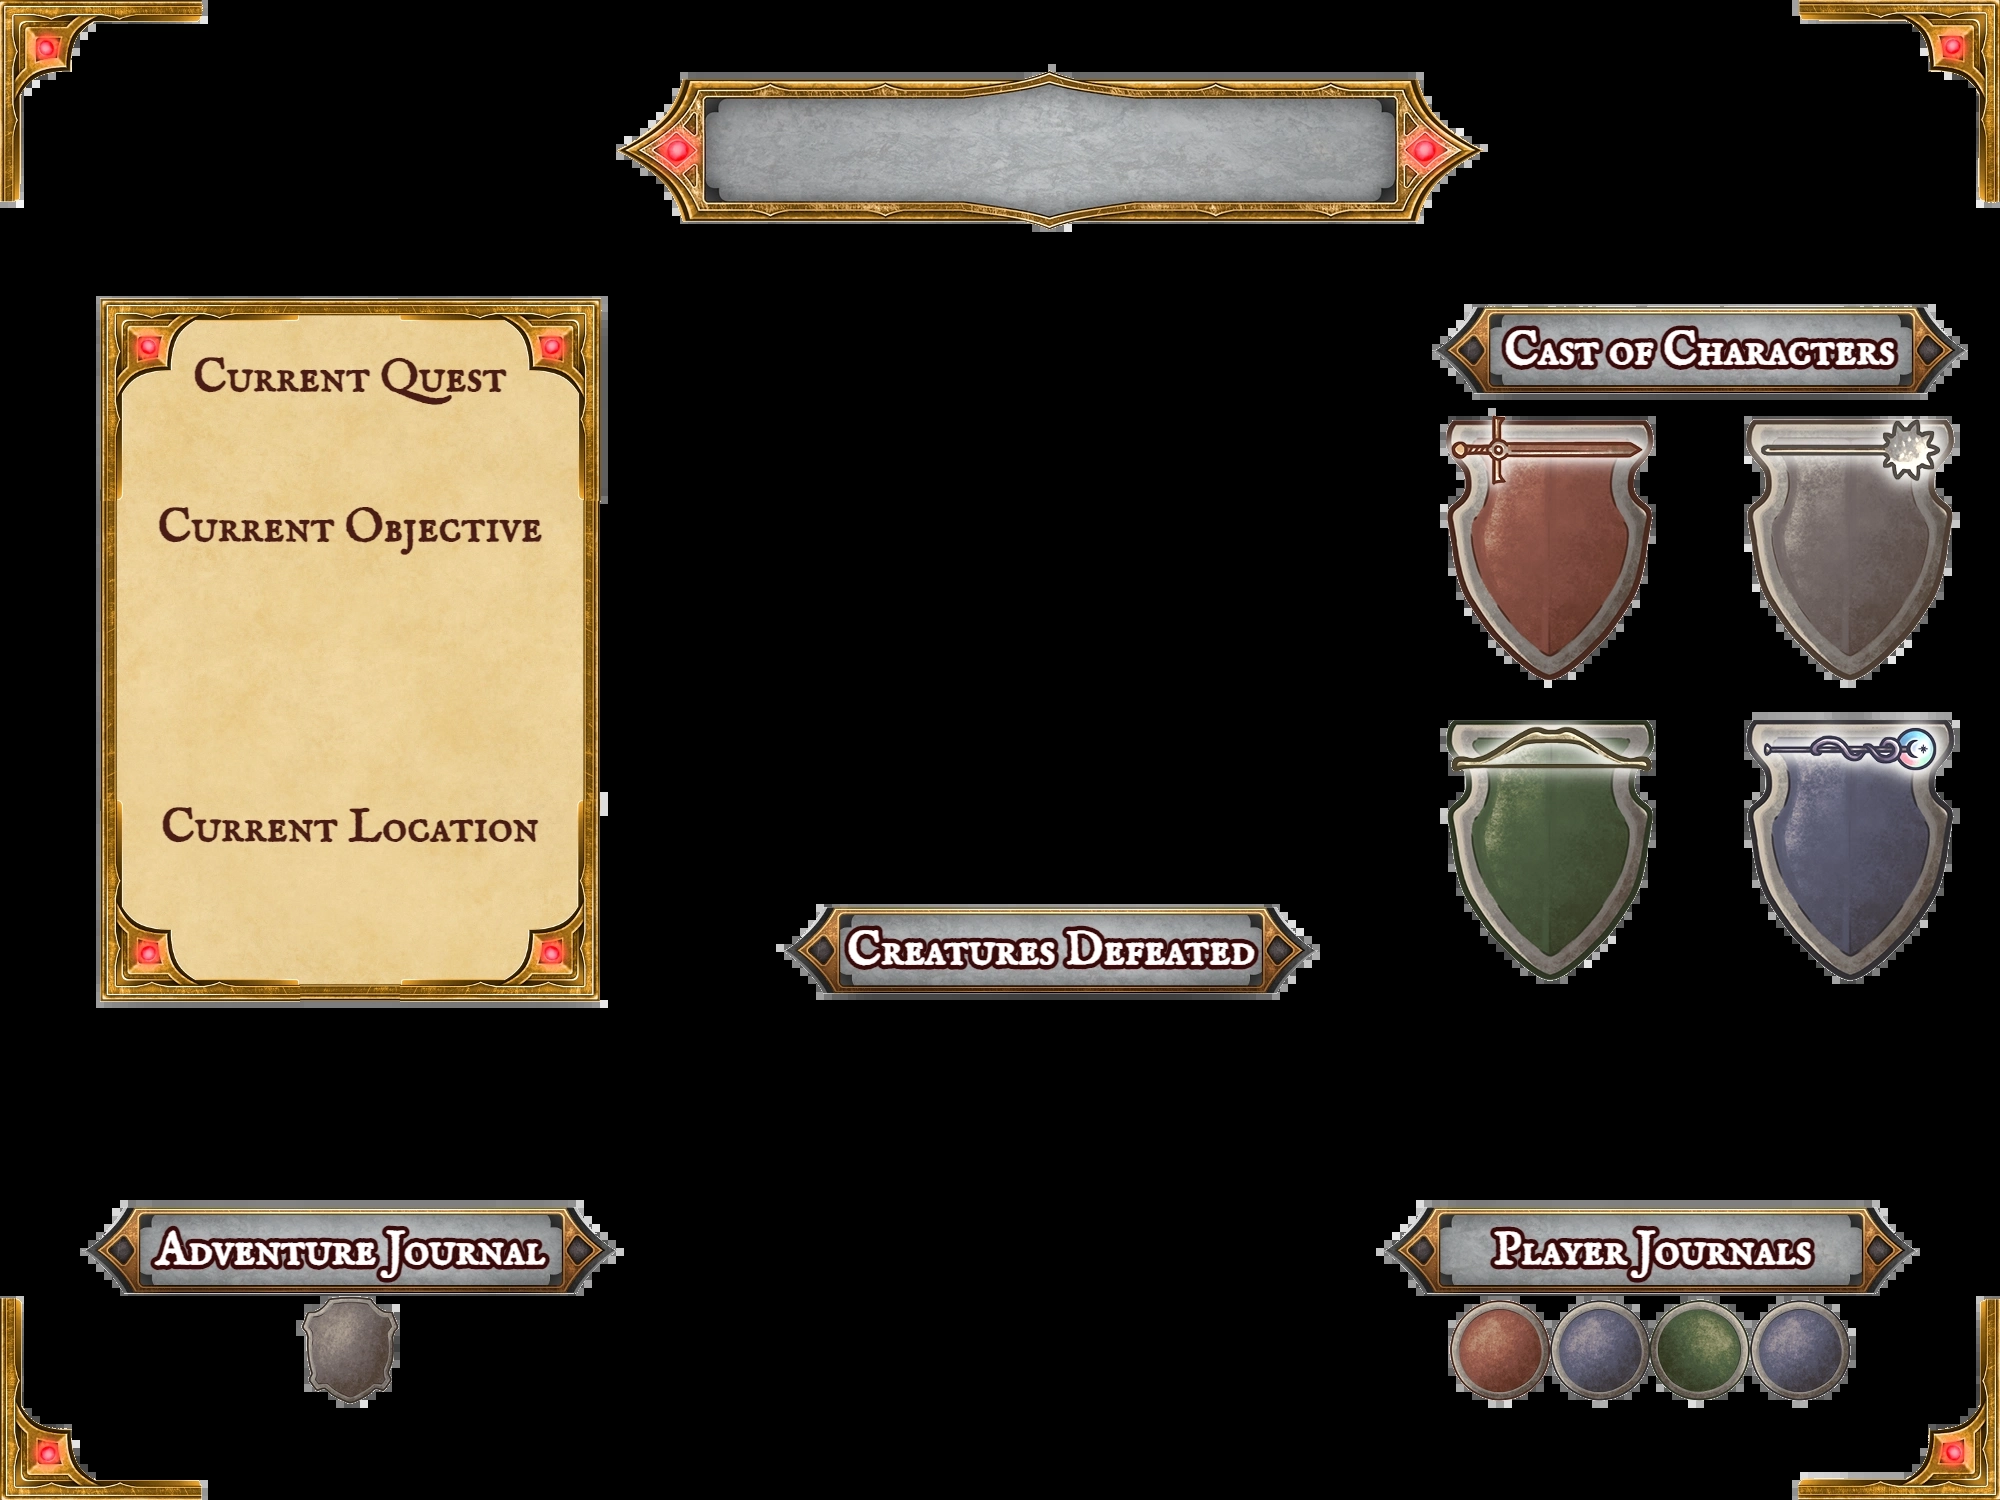 Current Quest
Current Objective
Current Location
Cast of Characters
Creatures Defeated
Adventure Journal
Player Journals